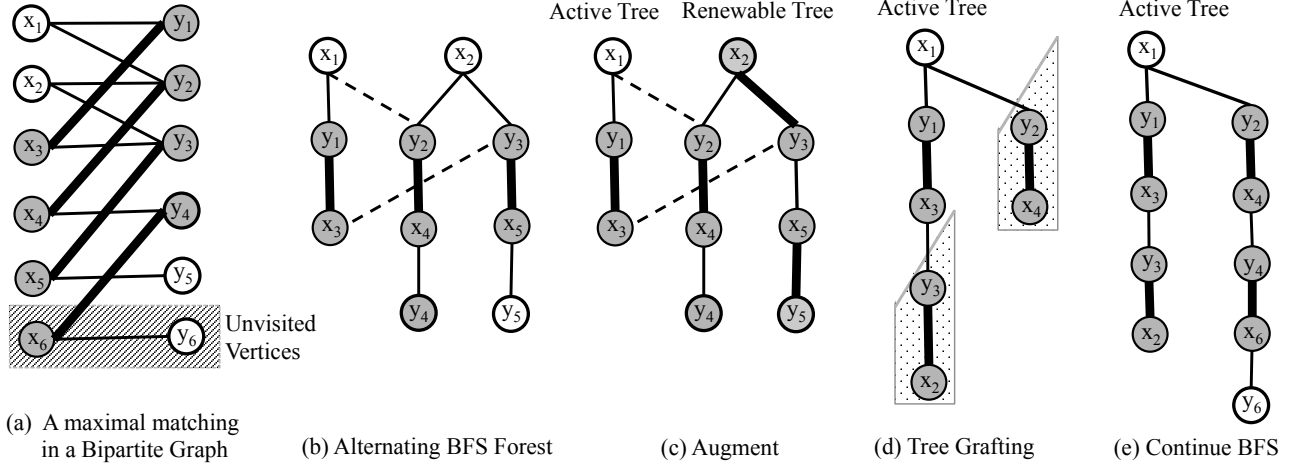 x1
y1
x2
y2
x3
y3
x4
y4
x5
y5
x6
y6
Unvisited
Vertices
(a) A maximal matching
in a Bipartite Graph
x1
x2
y1
y2
y3
x3
x4
x5
y4
y5
(b) Alternating BFS Forest
Active Tree
Renewable Tree
x1
x2
y1
y2
y3
x3
x4
x5
y4
y5
(c) Augment
Active Tree
x1
y1
y2
x3
x4
y3
x2
(d) Tree Grafting
Active Tree
x1
y1
y2
x3
x4
y3
y4
x2
x6
y6
(e) Continue BFS